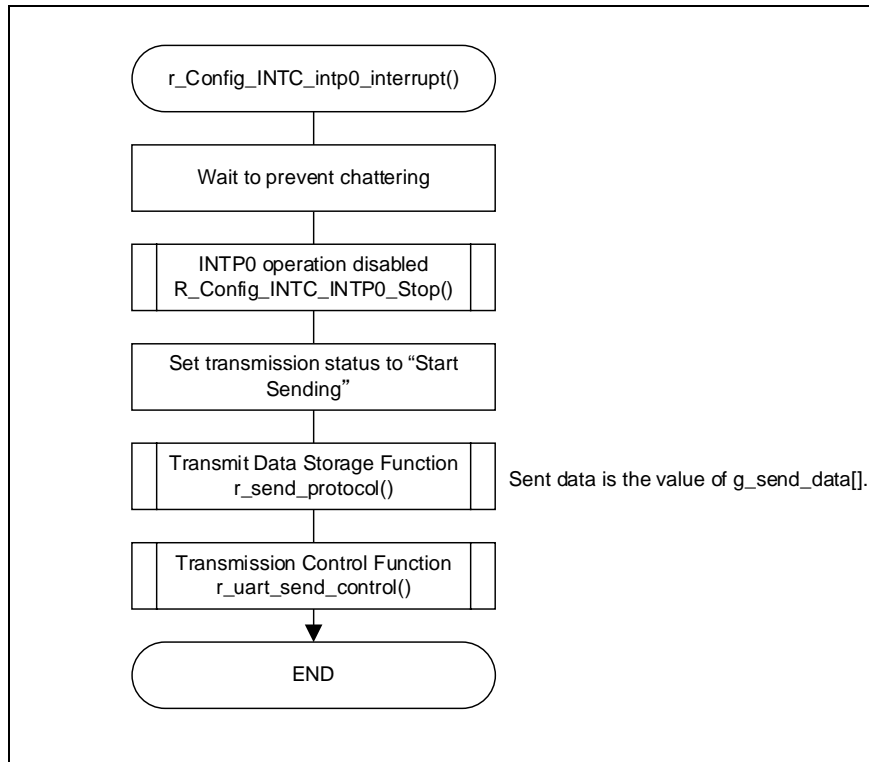 r_Config_INTC_intp0_interrupt()
Wait to prevent chattering
INTP0 operation disabled
R_Config_INTC_INTP0_Stop()
Set transmission status to “Start
Sending”
Transmit Data Storage Function
r_send_protocol()
Sent data is the value of g_send_data[].
Transmission Control Function
r_uart_send_control()
END